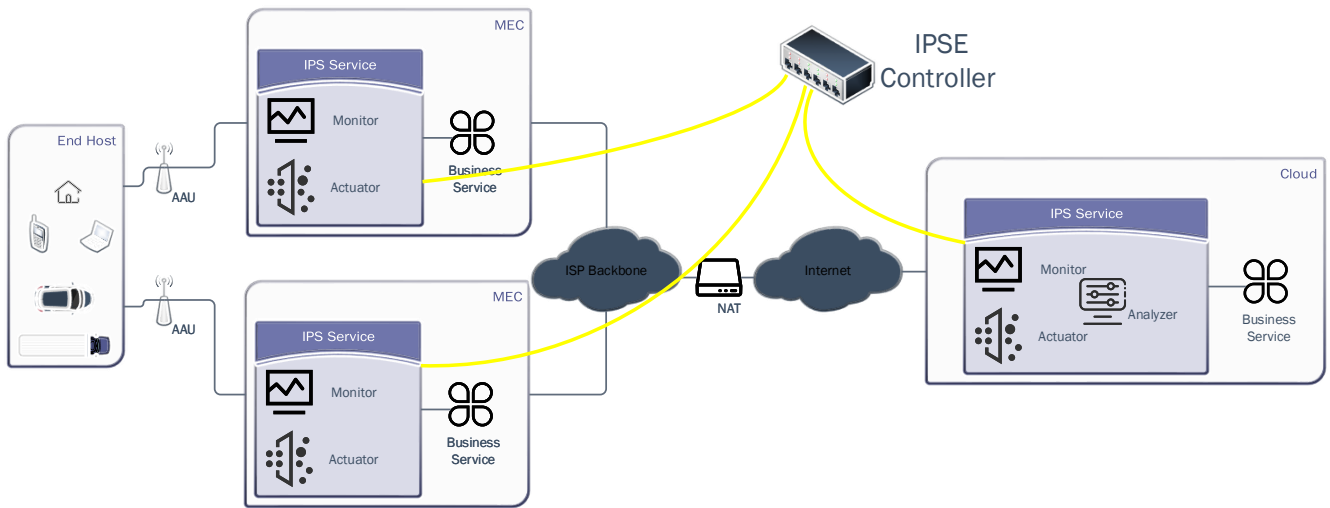 MEC
IPS Service
Monitor
Actuator
Business
Service
IPSE
Controller
End Host
AAU
AAU
MEC
IPS Service
Monitor
Actuator
Business
Service
ISP Backbone
NAT
Internet
Cloud
IPS Service
Monitor
Analyzer
Actuator
Business
Service